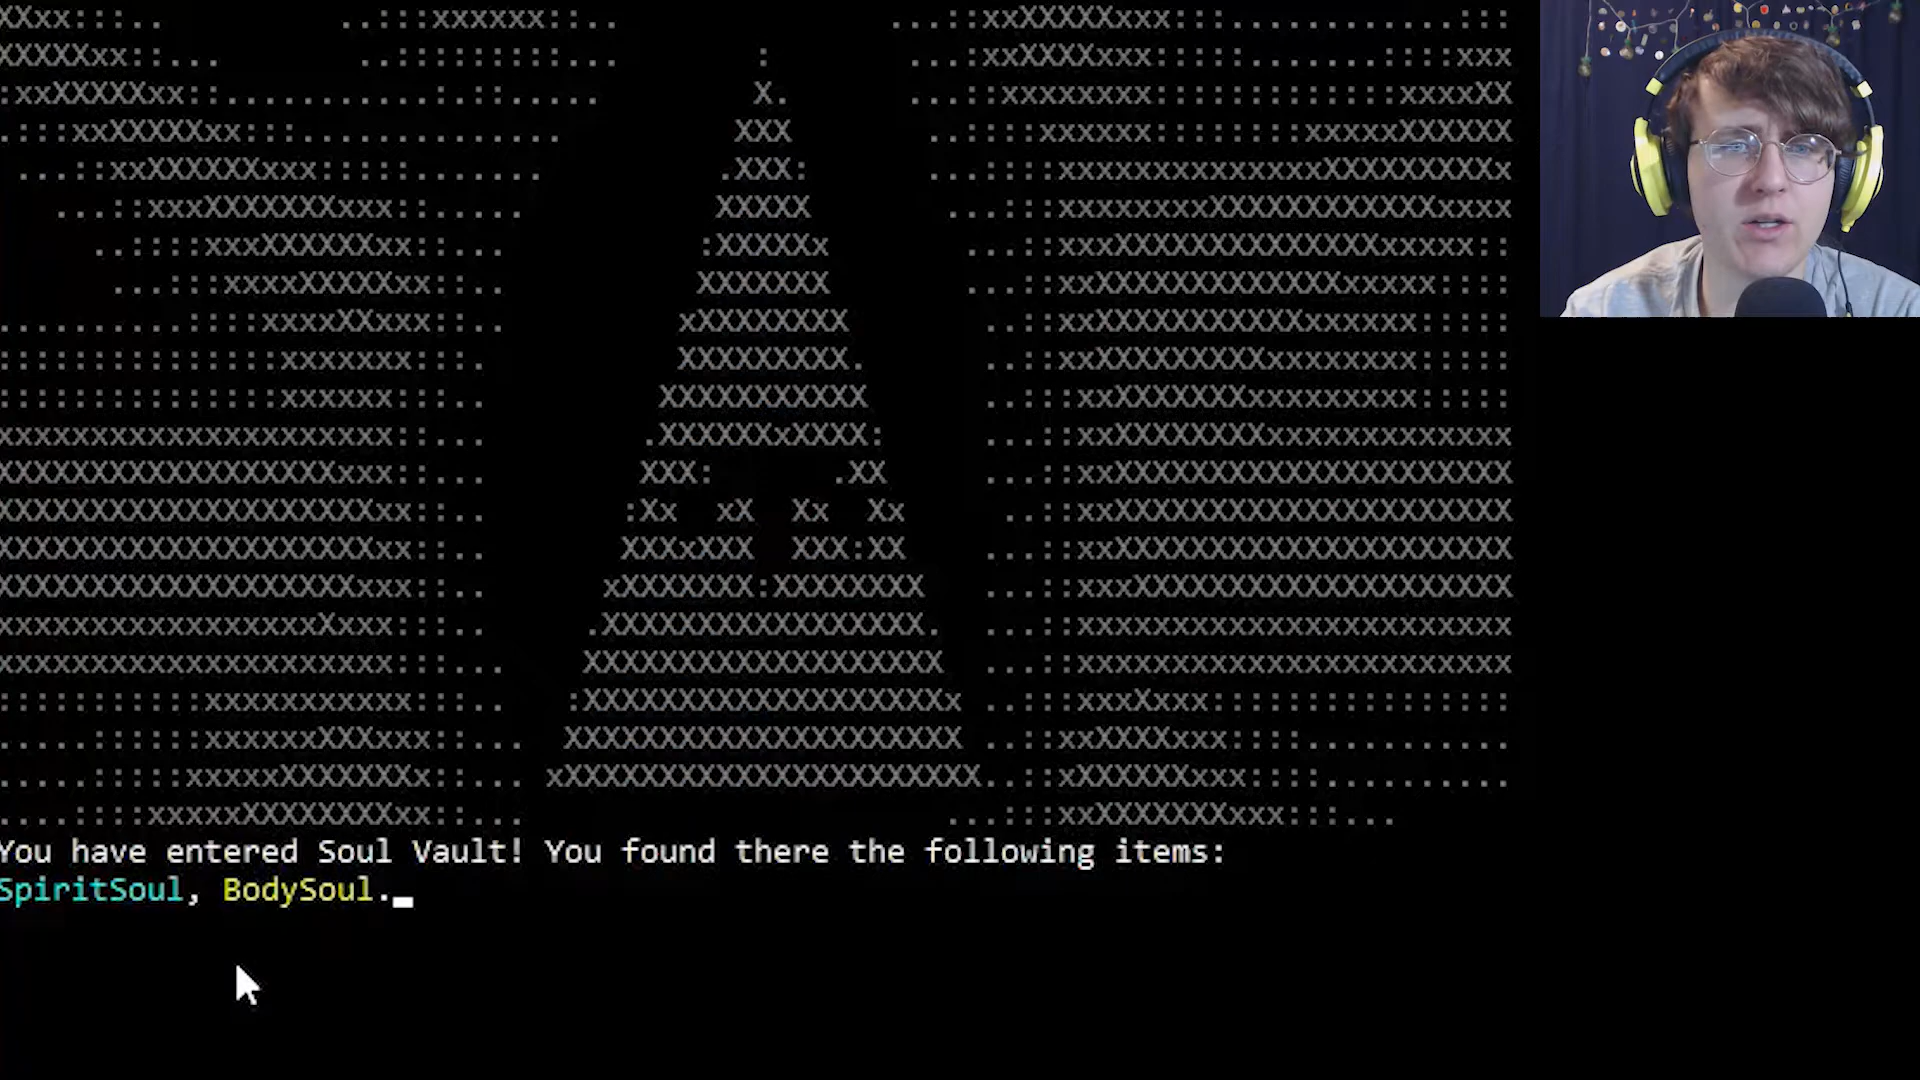 You have entered Soul Vault! You found there the following items:
SpiritSoul, BodySoul.